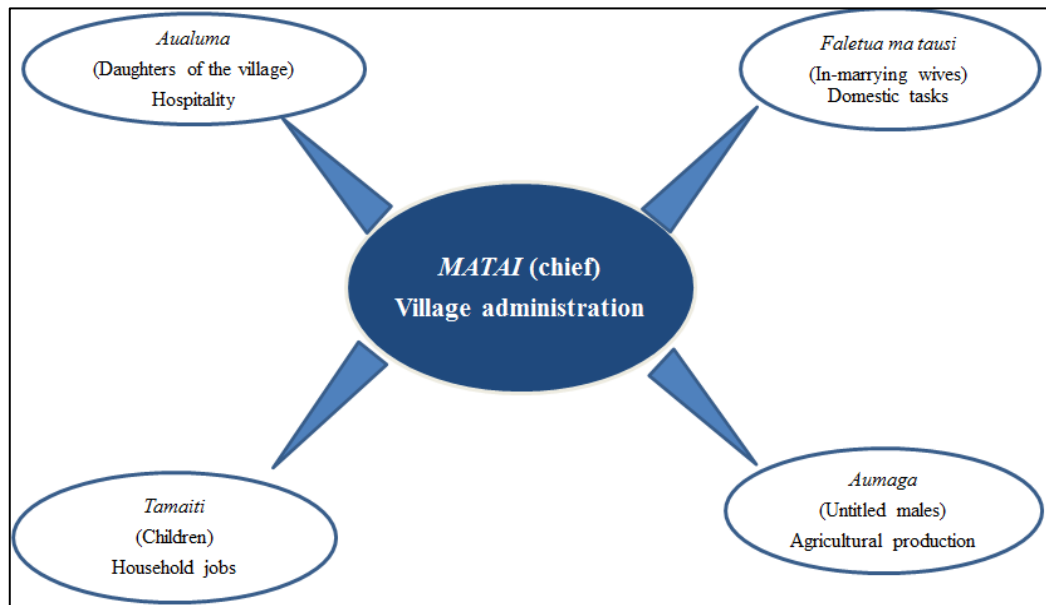 Aualuma
(Daughters of the village)
Hospitality
Faletua ma tausi
(In-marrying wives)
Domestic tasks
MATAI (chief)
Village administration
Tamaiti
(Children)
Household jobs
Aumaga
(Untitled males)
Agricultural production